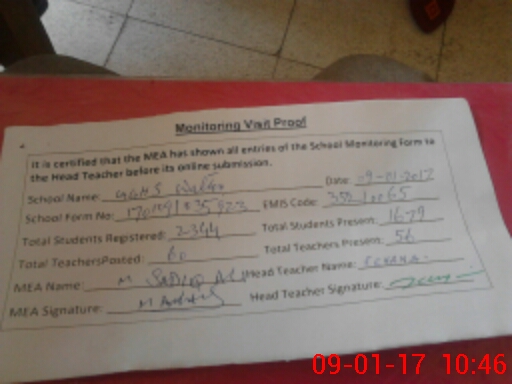 Monitoring Visit Proof
It is certified that the MEA has shown all entries of the School Monitoring Form to
the Head Teacher before its online submission.
School Name: GGHS Date: 09-01-2017
School Form No: EMIS Code:
Total Students Registered: 2344 Total Students Present: 1679
Total TeachersPosted: 60 Total Teachers Present: 56
MEA Name: M Head Teacher Name:
MEA Signature: Head Teacher Signature:
09-01-17 10:46